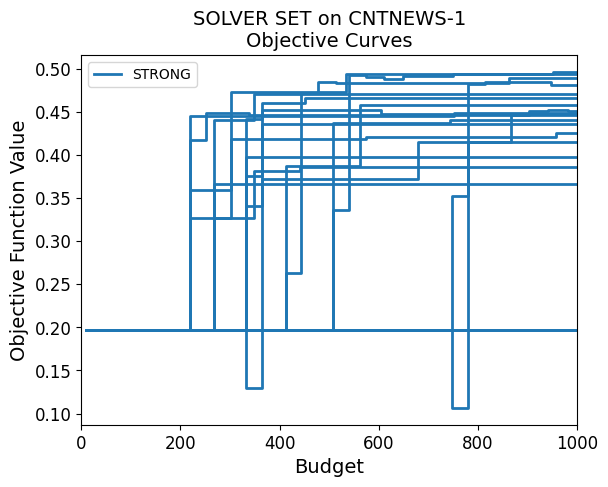 SOLVER SET on CNTNEWS-1
Objective Curves
STRONG
Objective Function Value
0.50
0.45
0.40
0.35
0.30
0.25
0.20
0.15
0.10
0 200 400 600 800 1000
Budget